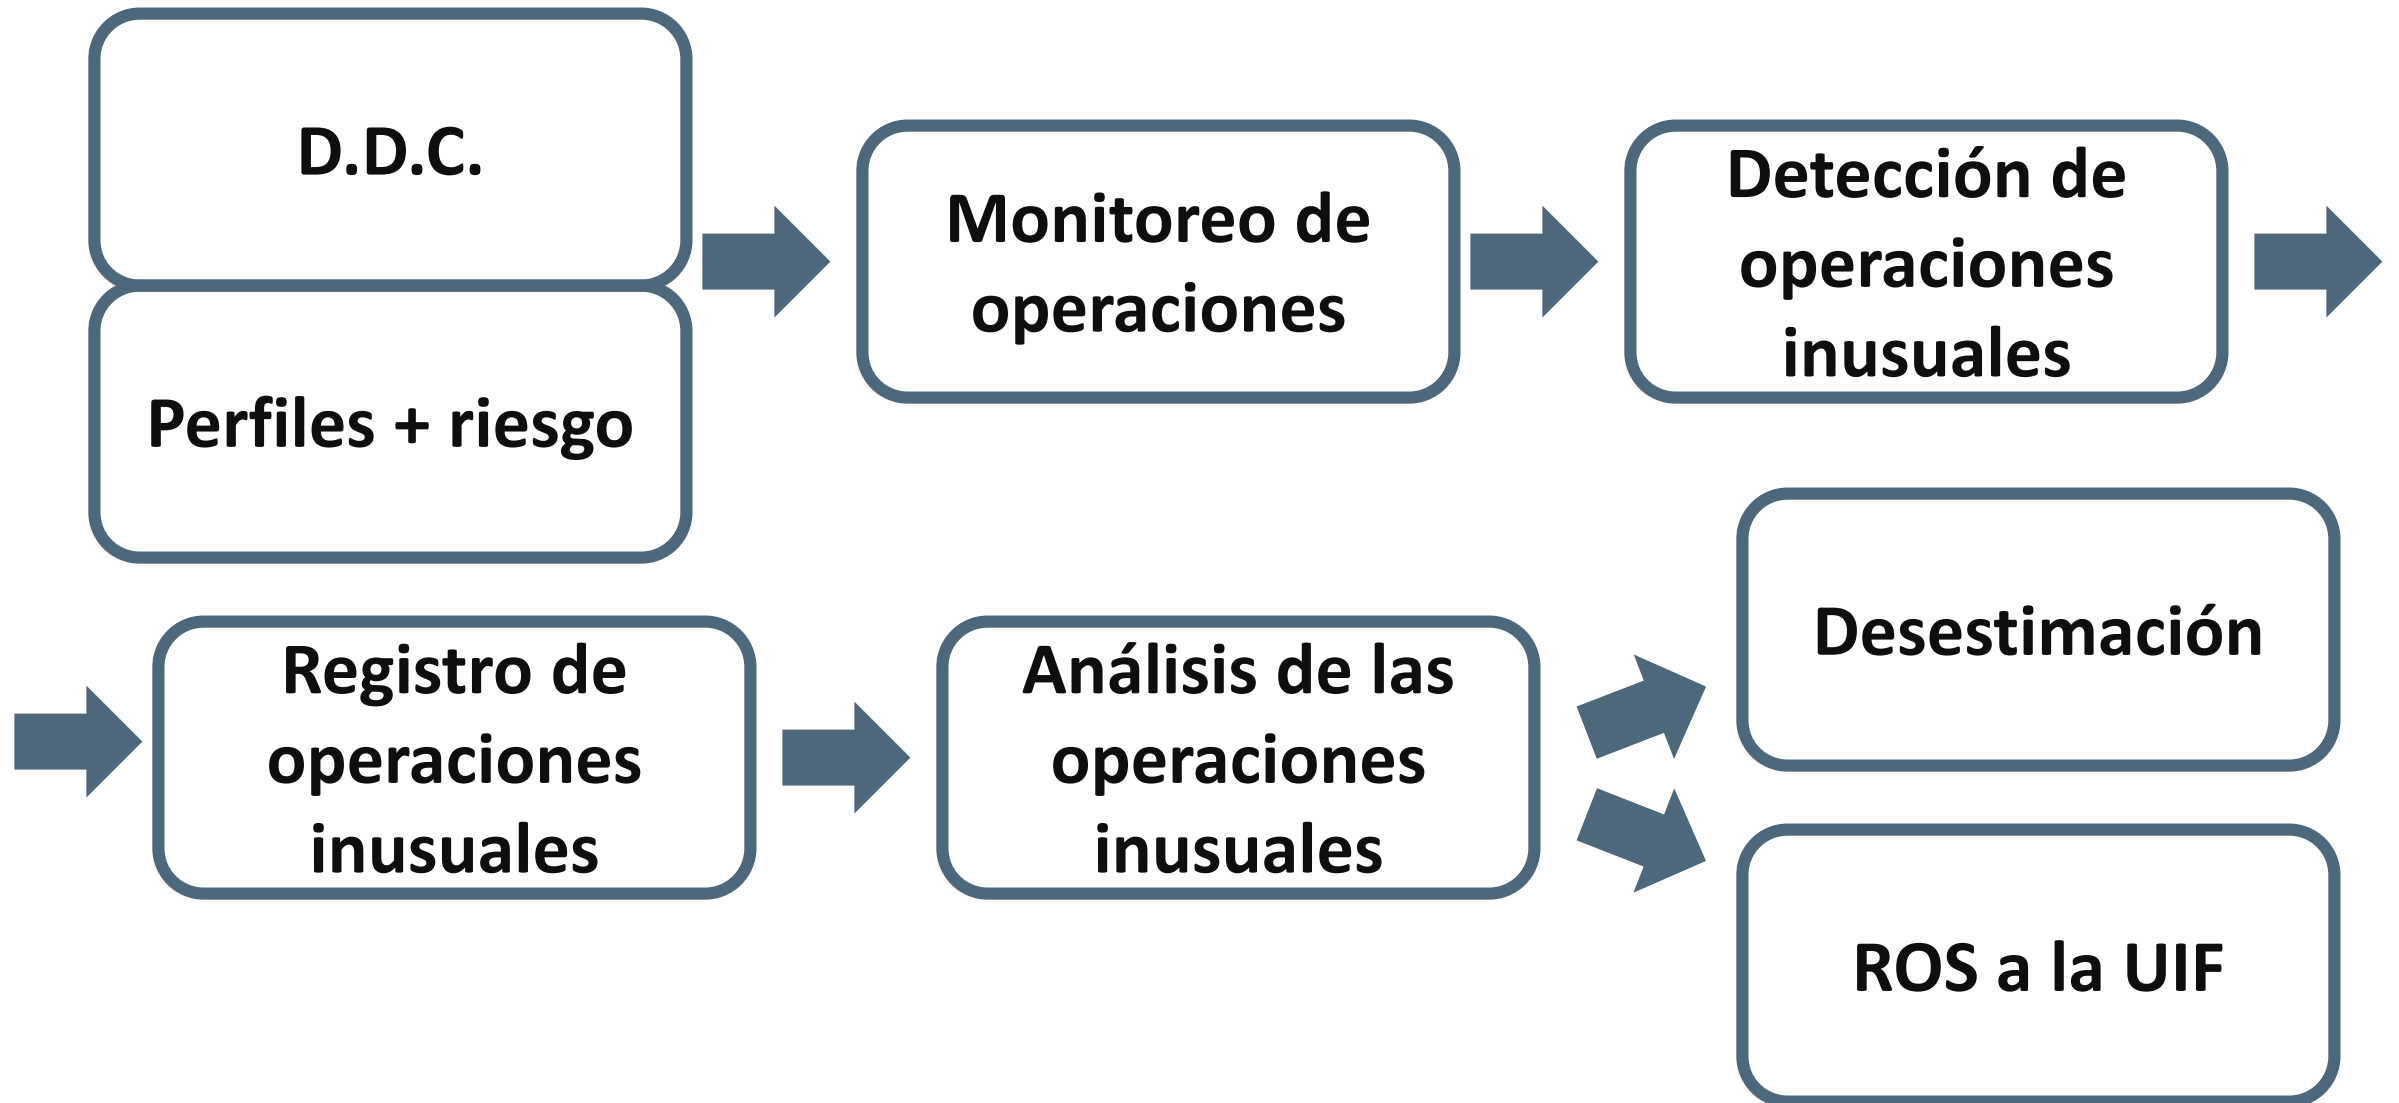 D.D.C.
Perfiles + riesgo
Monitoreo de
operaciones
Detección de
operaciones
inusuales
Registro de
operaciones
inusuales
Análisis de las
operaciones
inusuales
Desestimación
ROS a la UIF